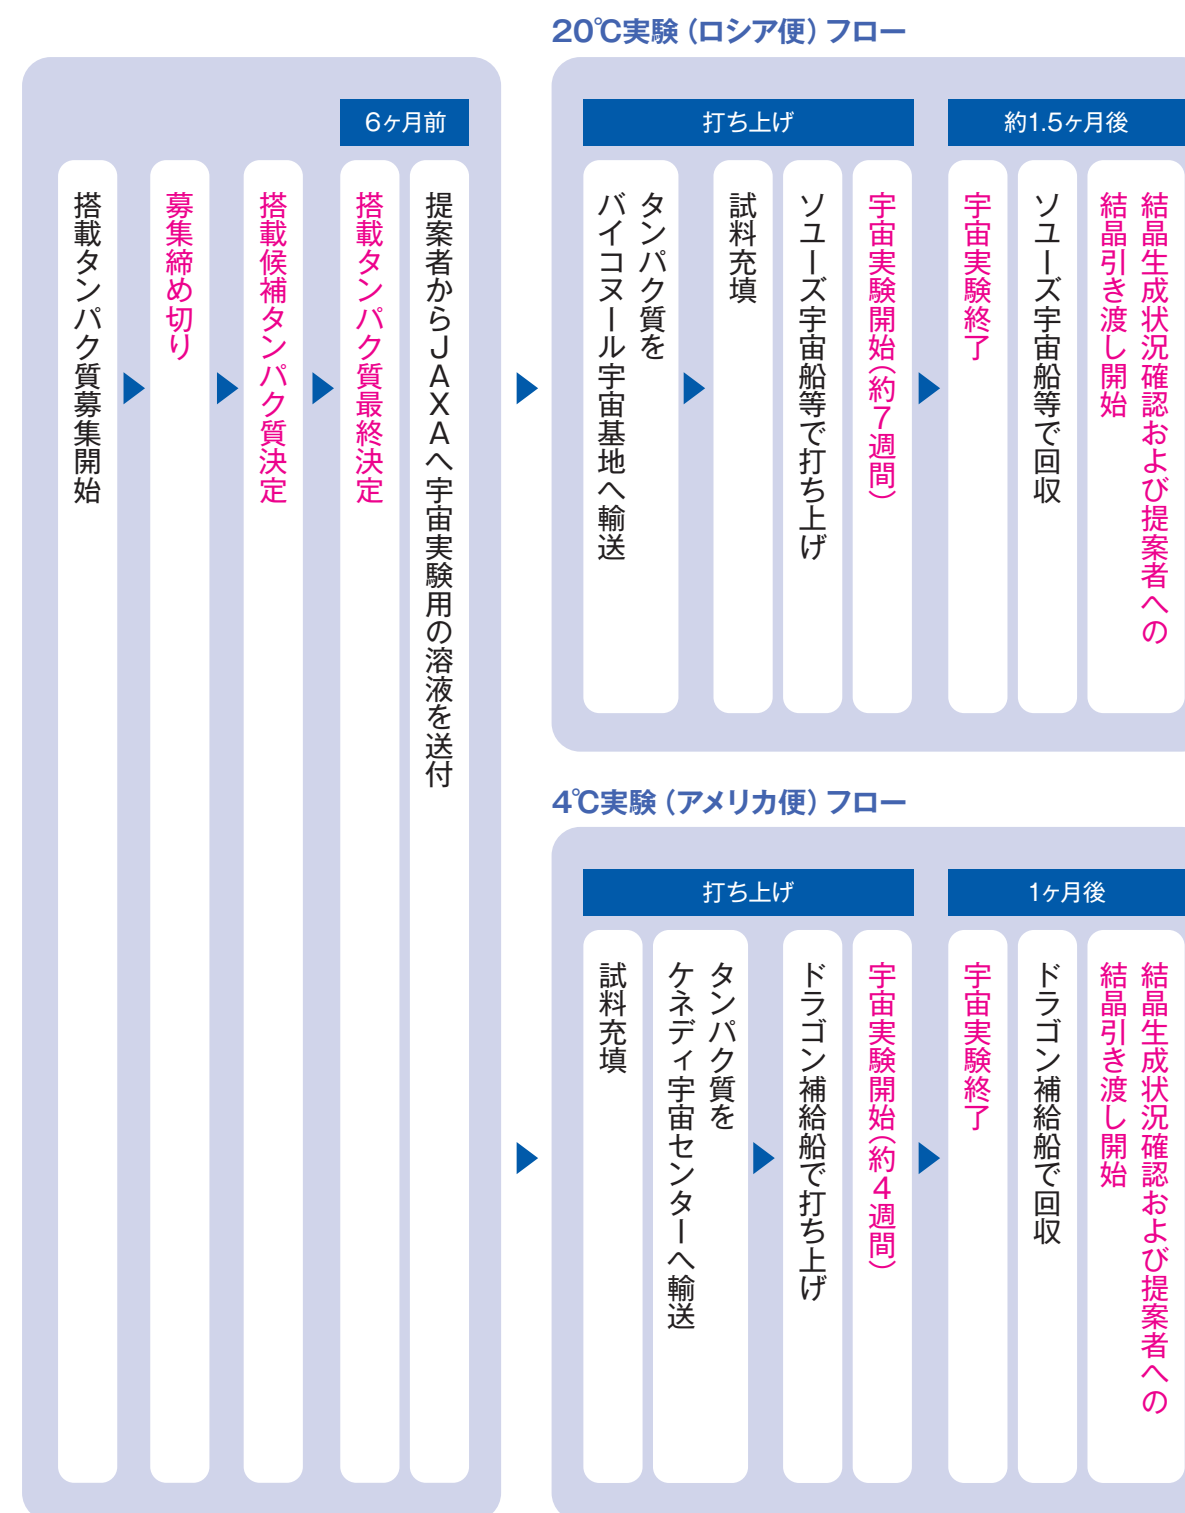 6ヶ月前
搭載タンパク質募集開始
募集締め切り
搭載候補タンパク質決定
搭載タンパク質最終決定
提案者からJAXAへ宇宙実験用の溶液を送付
20℃実験（ロシア便）フロー
打ち上げ
タンパク質を
バイコヌール宇宙基地へ輸送
試料充填
ソユーズ宇宙船等で打ち上げ
宇宙実験開始（約7週間）
約1.5ヶ月後
宇宙実験終了
ソユーズ宇宙船等で回収
結晶生成状況確認および提案者への
結晶引き渡し開始
4℃実験（アメリカ便）フロー
打ち上げ
試料充填
タンパク質を
ケネディ宇宙センターへ輸送
ドラゴン補給船で打ち上げ
宇宙実験開始（約4週間）
1ヶ月後
宇宙実験終了
ドラゴン補給船で回収
結晶生成状況確認および提案者への
結晶引き渡し開始